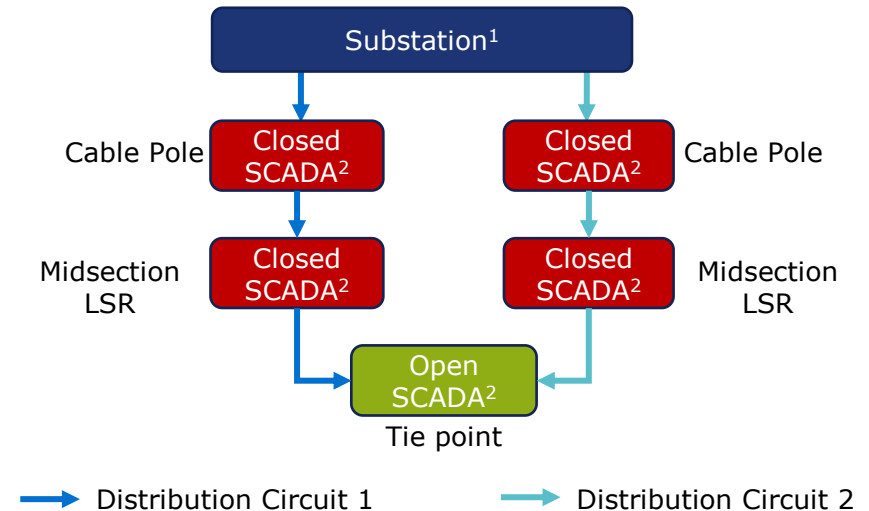 Substation¹
Cable Pole
Closed
SCADA²
Closed
SCADA²
Cable Pole
Midsection
LSR
Closed
SCADA²
Closed
SCADA²
Midsection
LSR
Open
SCADA²
Tie point
Distribution Circuit 1
Distribution Circuit 2